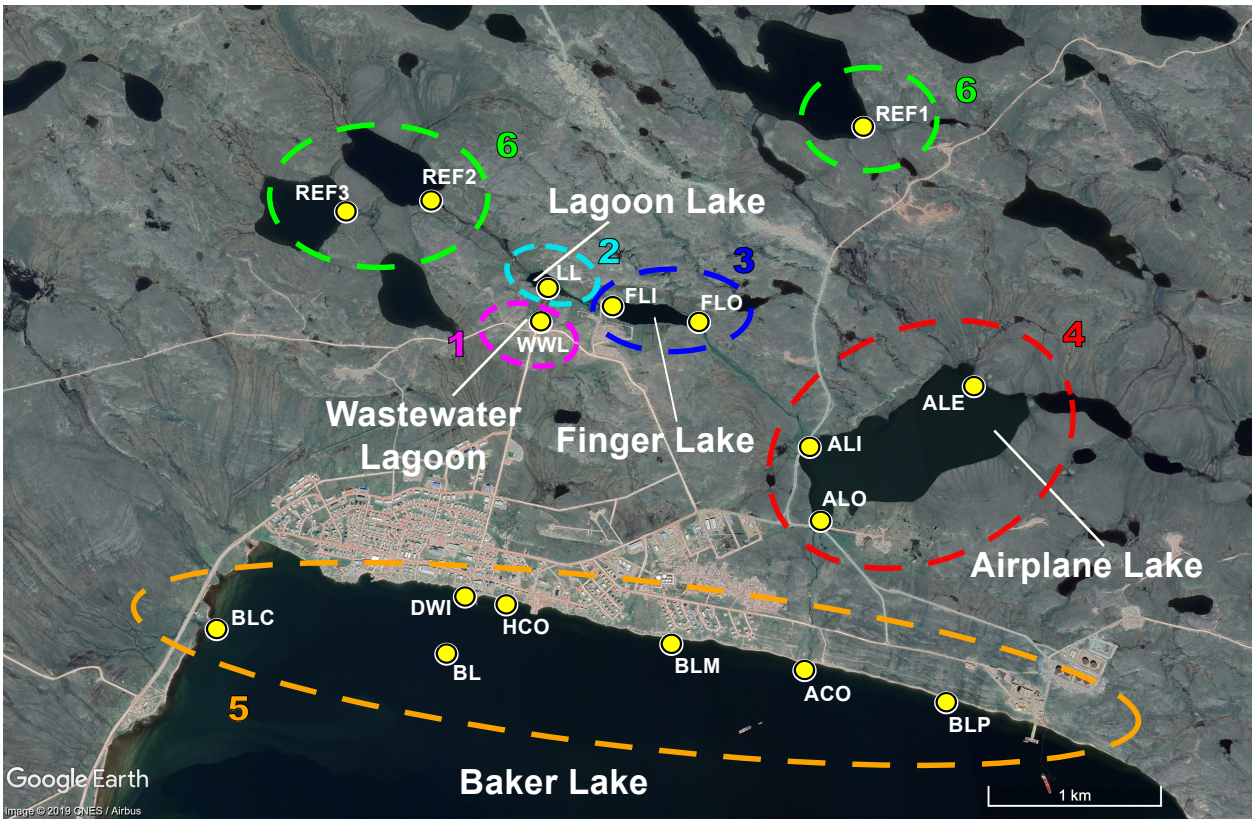 6
REF1
6
REF2
REF3
Lagoon Lake
2
LL
3
FLI
FLO
1
WWL
4
ALE
Wastewater
Lagoon
Finger Lake
ALI
ALO
Airplane Lake
DWI
HCO
BLC
BL
BLM
ACO
BLP
5
Baker Lake
Google Earth
1 km
Image © 2019 CNES / Airbus